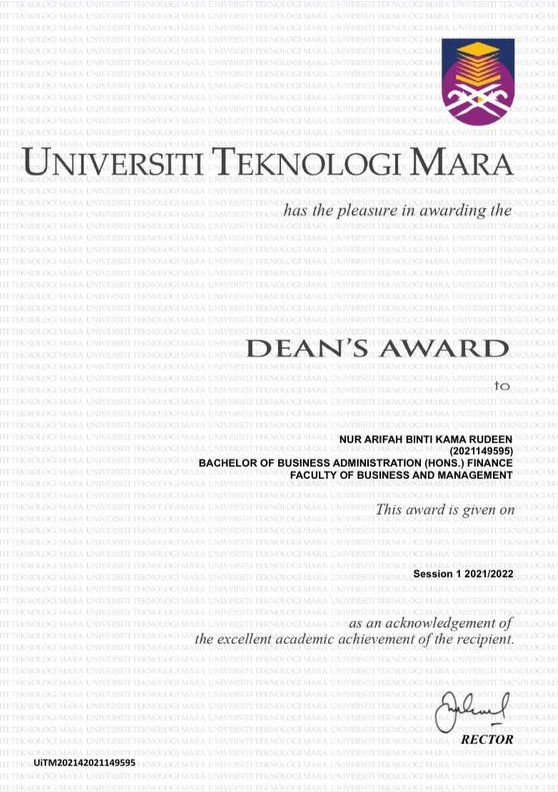 UNIVERSITI TEKNOLOGI MARA
has the pleasure in awarding the
DEAN'S AWARD
to
NUR ARIFAH BINTI KAMA RUDEEN
(2021149595)
BACHELOR OF BUSINESS ADMINISTRATION (HONS.) FINANCE
FACULTY OF BUSINESS AND MANAGEMENT
This award is given on
Session 1 2021/2022
as an acknowledgement of
the excellent academic achievement of the recipient.
RECTOR
UiTM202142021149595